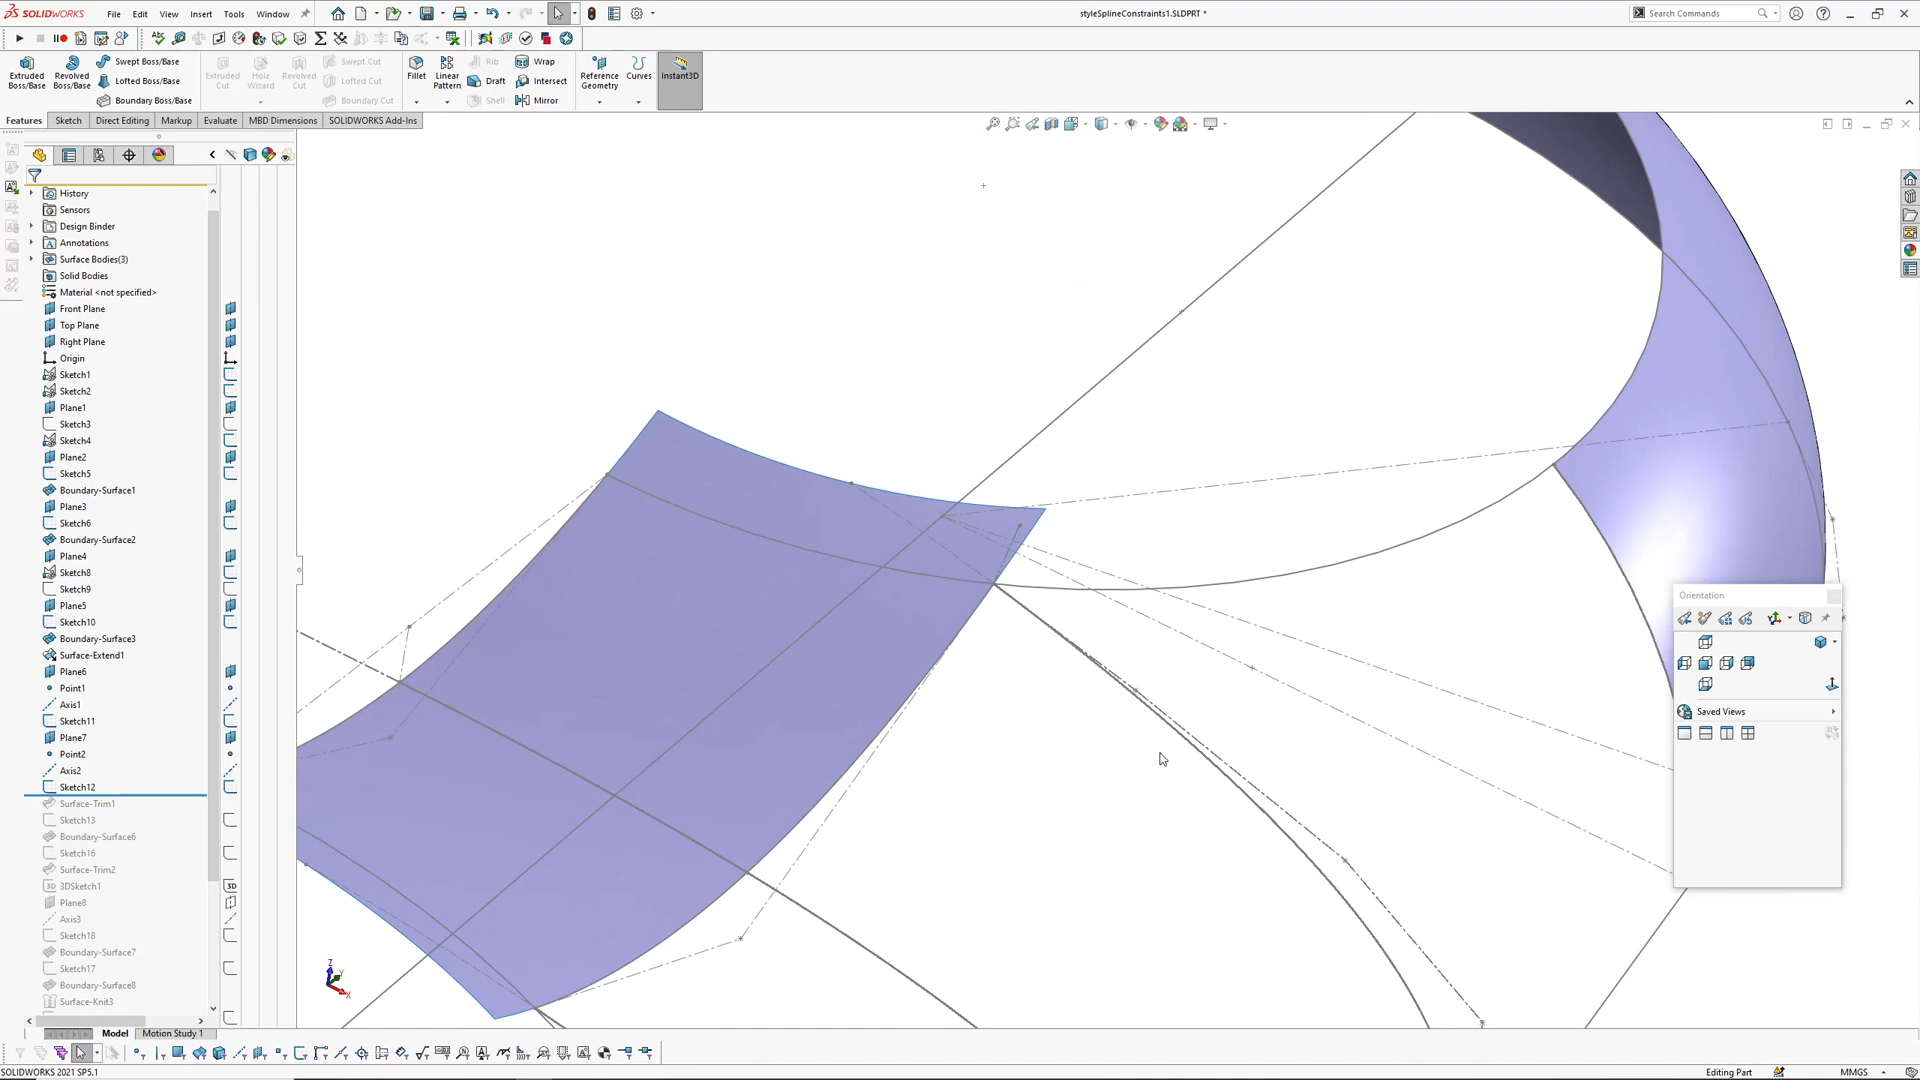 SOLIDWORKS
File
Edit
View
Insert
Tools
Window
styleSplineConstraints1.SLDPRT *
Search Commands
Extruded Boss/Base
Revolved Boss/Base
Swept Boss/Base
Lofted Boss/Base
Boundary Boss/Base
Extruded Cut
Hole Wizard
Revolved Cut
Swept Cut
Lofted Cut
Boundary Cut
Fillet
Linear Pattern
Rib
Draft
Shell
Wrap
Intersect
Mirror
Reference Geometry
Curves
Instant3D
Features
Sketch
Direct Editing
Markup
Evaluate
MBD Dimensions
SOLIDWORKS Add-Ins
History
Sensors
Design Binder
Annotations
Surface Bodies(3)
Solid Bodies
Material <not specified>
Front Plane
Top Plane
Right Plane
Origin
Sketch1
Sketch2
Plane1
Sketch3
Sketch4
Plane2
Sketch5
Boundary-Surface1
Plane3
Sketch6
Boundary-Surface2
Plane4
Sketch8
Sketch9
Plane5
Sketch10
Boundary-Surface3
Surface-Extend1
Plane6
Point1
Axis1
Sketch11
Plane7
Point2
Axis2
Sketch12
Surface-Trim1
Sketch13
Boundary-Surface6
Sketch16
Surface-Trim2
3DSketch1
Plane8
Axis3
Sketch18
Boundary-Surface7
Sketch17
Boundary-Surface8
Surface-Knit3
Orientation
Saved Views
Z
Y
X
Model
Motion Study 1
SOLIDWORKS 2021 SP5.1
Editing Part
MMGS